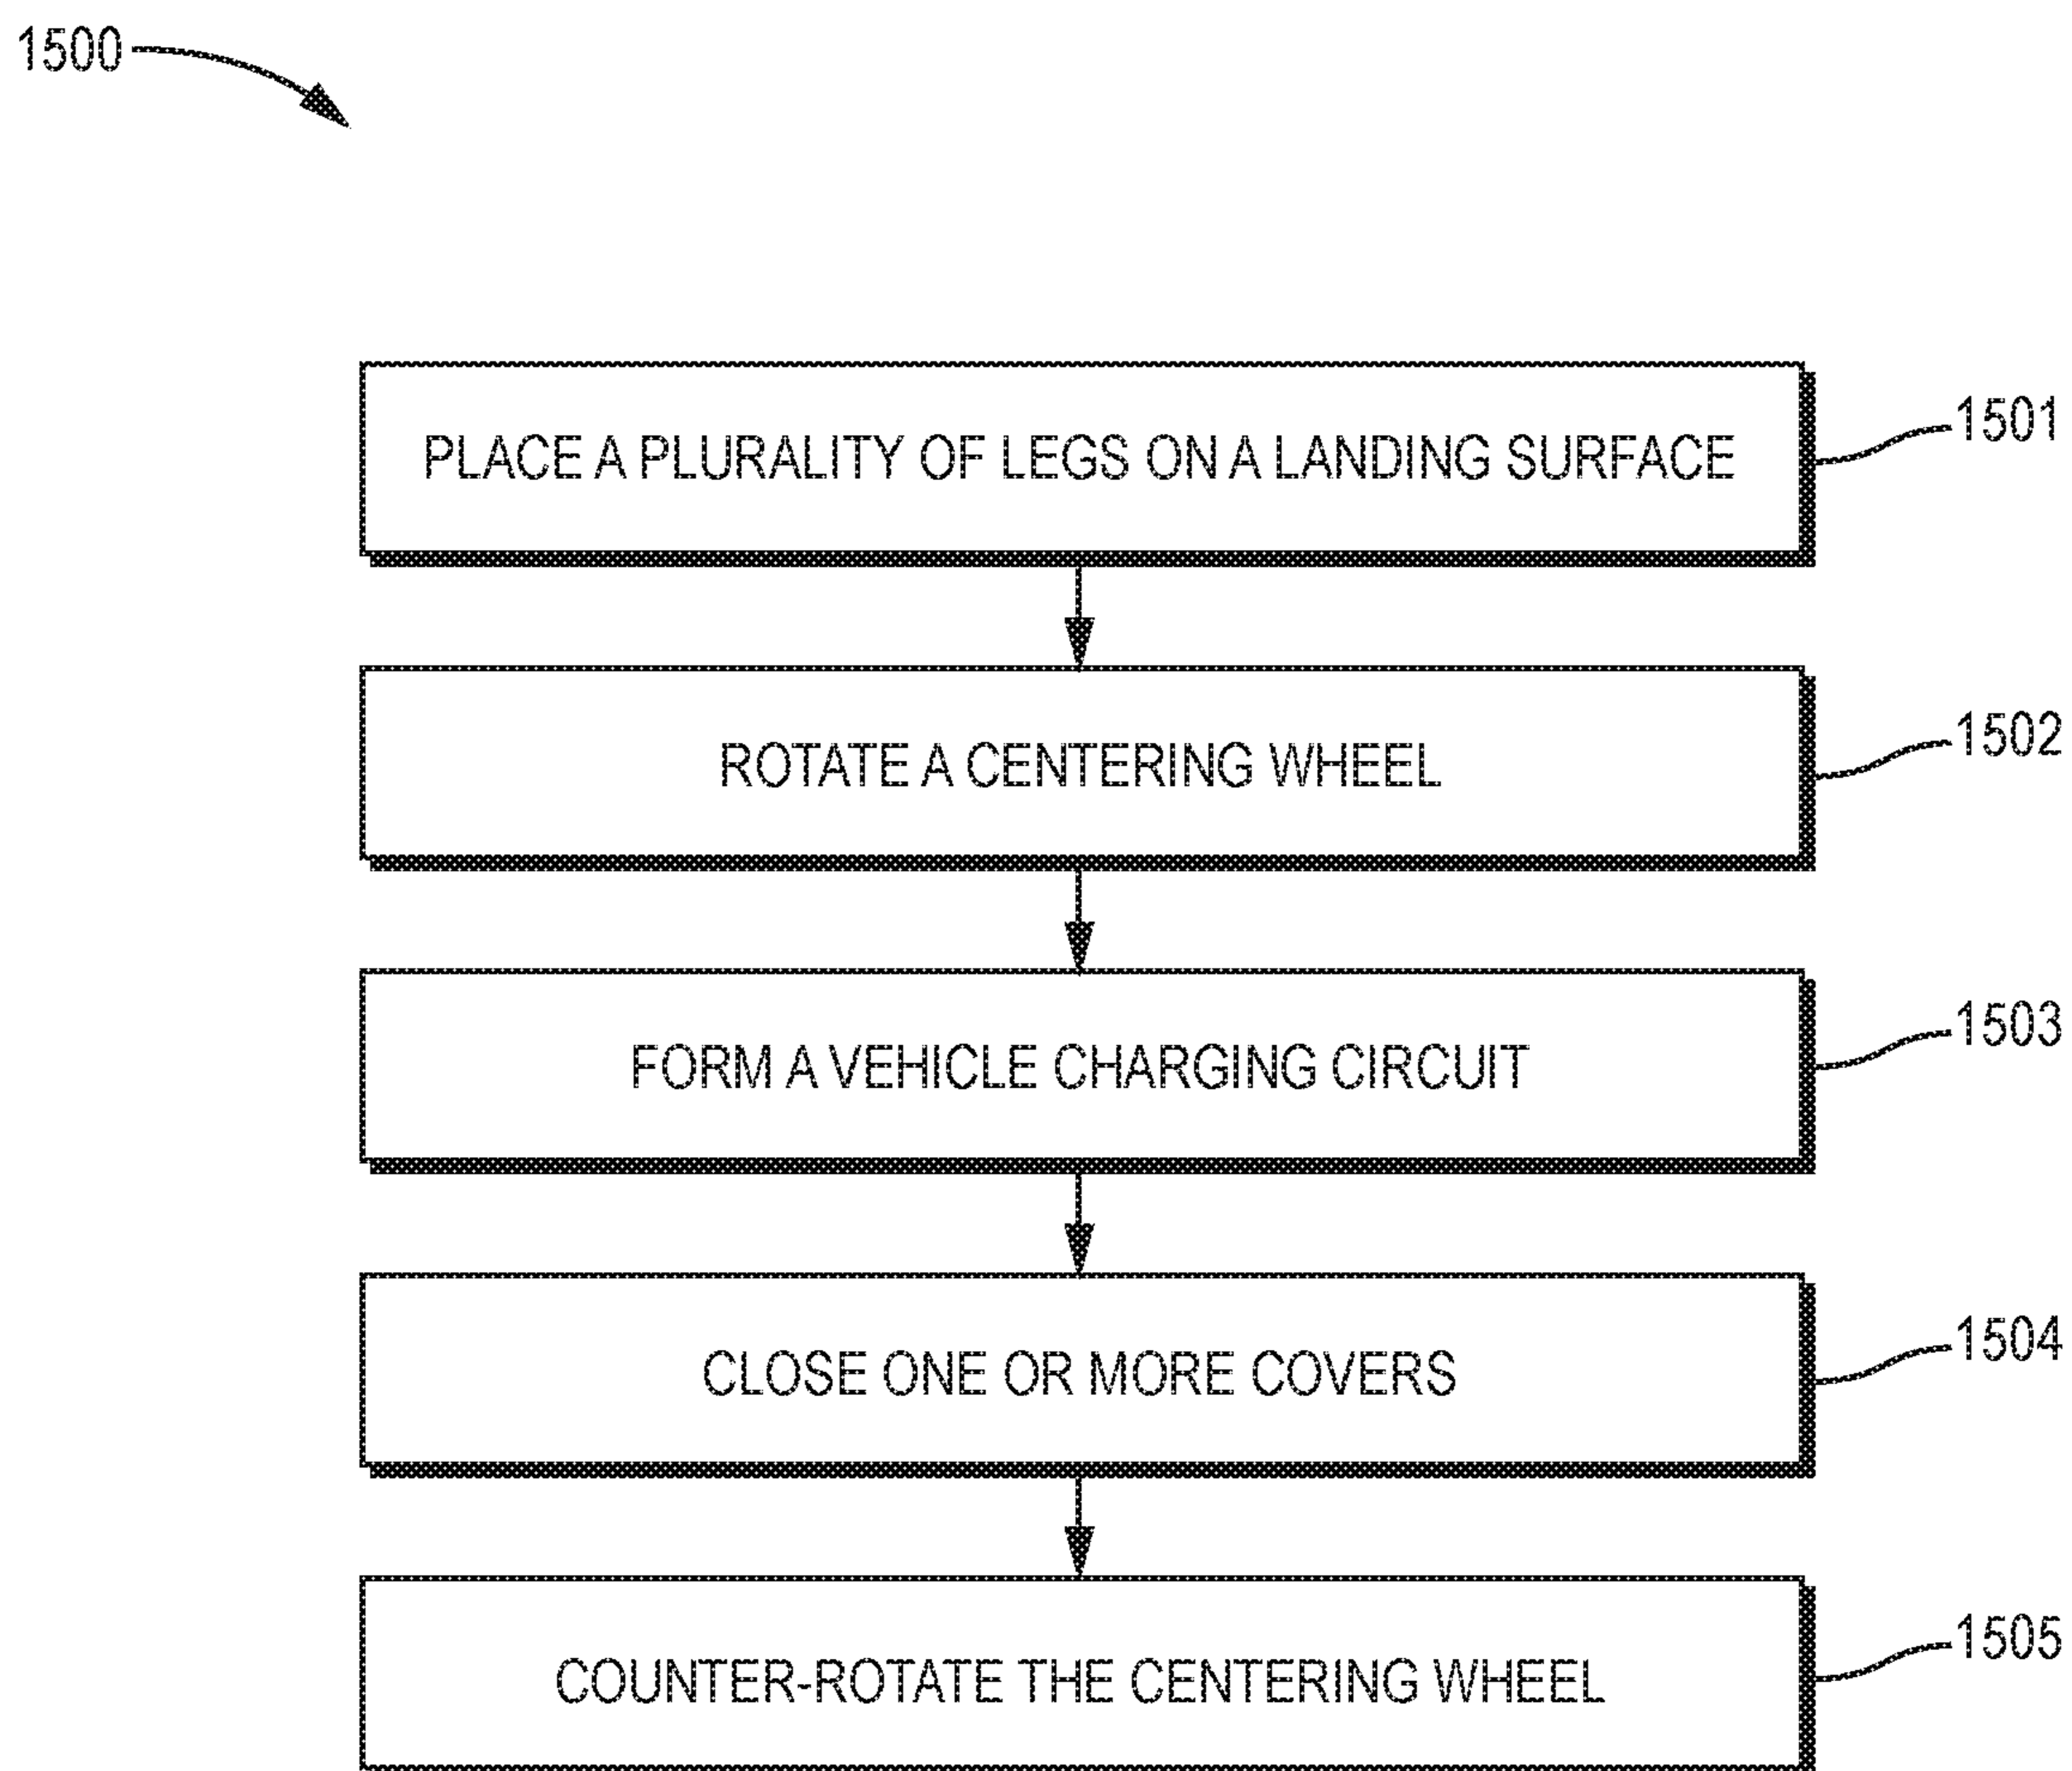 1500
PLACE A PLURALITY OF LEGS ON A LANDING SURFACE
1501
ROTATE A CENTERING WHEEL
1502
FORM A VEHICLE CHARGING CIRCUIT
1503
CLOSE ONE OR MORE COVERS
1504
COUNTER-ROTATE THE CENTERING WHEEL
1505